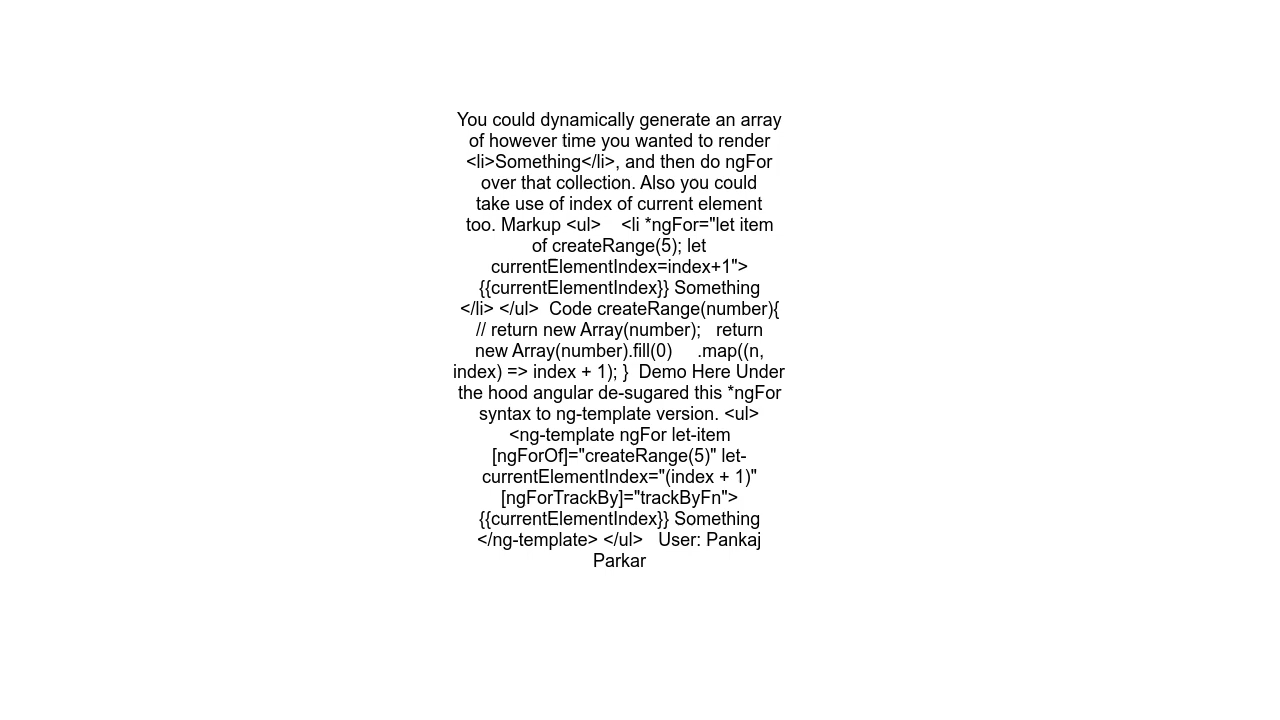 You could dynamically generate an array
of however time you wanted to render
<li>Something</li>, and then do ngFor
over that collection. Also you could
take use of index of current element
too. Markup <ul>    <li *ngFor="let item
of createRange(5); let
currentElementIndex=index+1">
{{currentElementIndex}} Something
</li> </ul>  Code createRange(number){
// return new Array(number);   return
new Array(number).fill(0)     .map((n,
index) => index + 1); }  Demo Here Under
the hood angular de-sugared this *ngFor
syntax to ng-template version. <ul>
<ng-template ngFor let-item
[ngForOf]="createRange(5)" let-
currentElementIndex="(index + 1)"
[ngForTrackBy]="trackByFn">
{{currentElementIndex}} Something
</ng-template> </ul>   User: Pankaj
Parkar